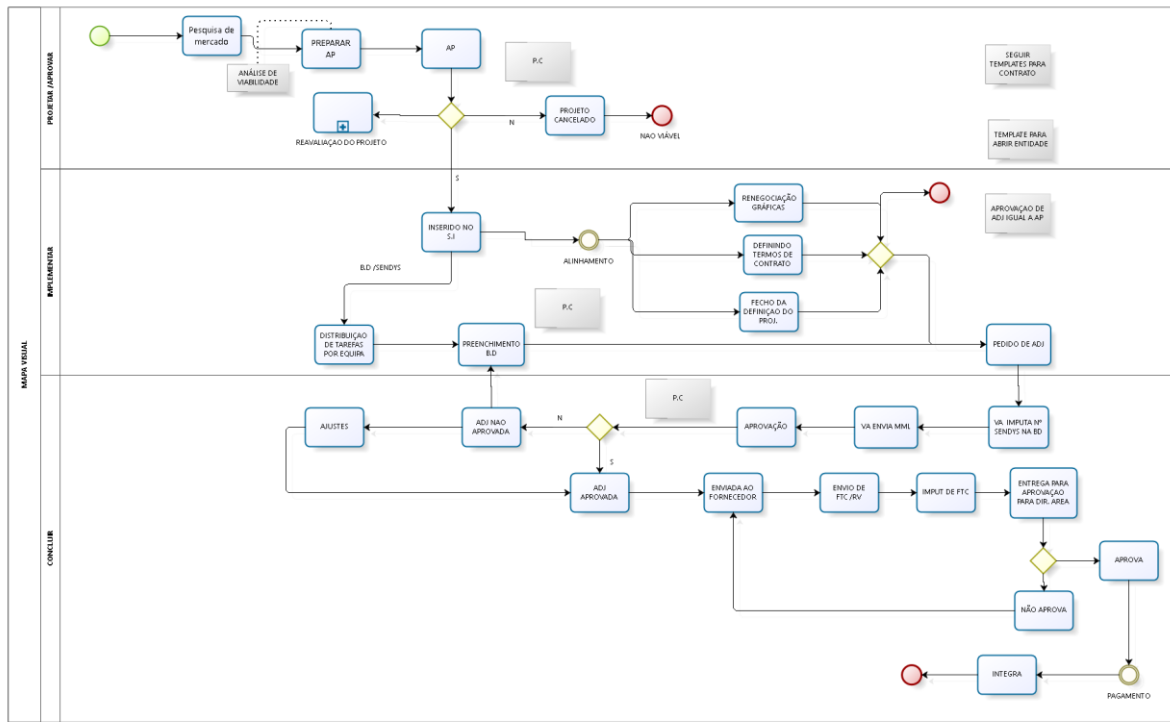 MAPA VISUAL
PROJETAR /APROVAR
Pesquisa de
mercado
PREPARAR
AP
AP
P.C
SEGUIR
TEMPLATES PARA
CONTRATO
ANÁLISE DE
VIABILIDADE
REAVALIAÇAO DO PROJETO
N
PROJETO
CANCELADO
NAO VIÁVEL
TEMPLATE PARA
ABRIR ENTIDADE
S
IMPLEMENTAR
INSERIDO NO
S.I
ALINHAMENTO
RENEGOCIAÇÃO
GRÁFICAS
DEFININDO
TERMOS DE
CONTRATO
FECHO DA
DEFINIÇAO DO
PROJ.
APROVAÇAO DE
ADJ IGUAL A AP
B.D /SENDYS
P.C
DISTRIBUIÇAO
DE TAREFAS
POR EQUIPA
PREENCHIMENTO
B.D
PEDIDO DE ADJ
CONCLUIR
P.C
AJUSTES
ADJ NAO
APROVADA
N
APROVAÇÃO
VA ENVIA MML
VA IMPUTA Nº
SENDYS NA BD
S
ADJ
APROVADA
ENVIADA AO
FORNECEDOR
ENVIO DE
FTC /RV
IMPUT DE FTC
ENTREGA PARA
APROVAÇAO
PARA DIR. ÁREA
APROVA
NÃO APROVA
INTEGRA
PAGAMENTO